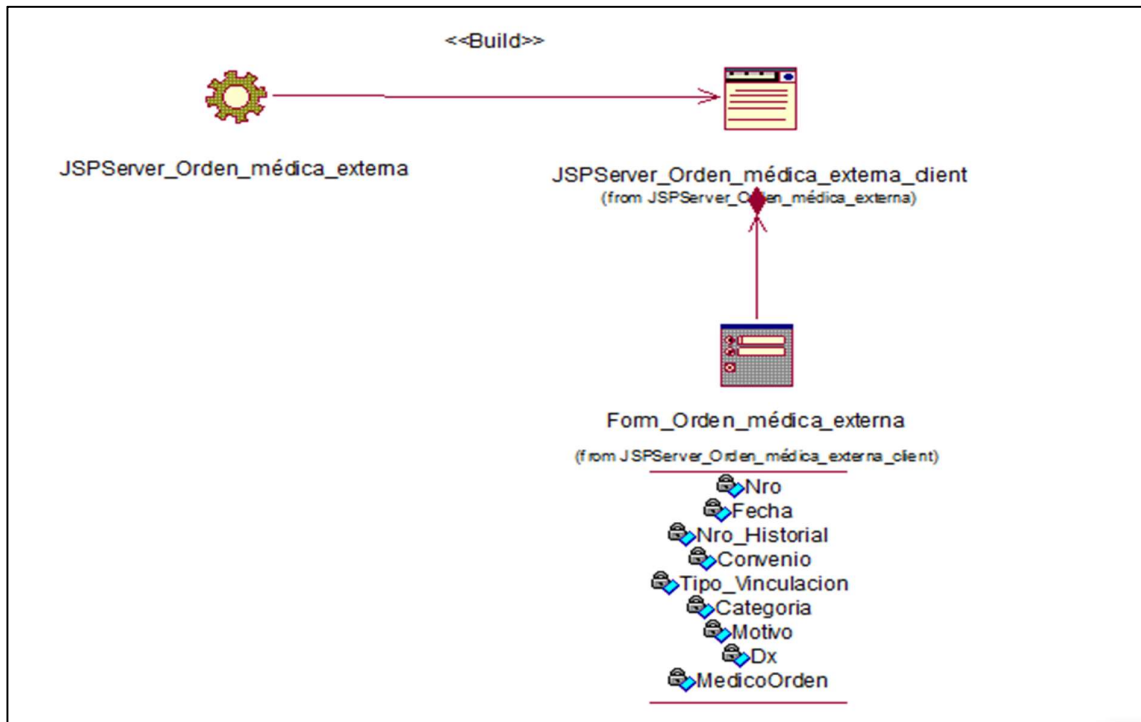 <<Build>>
JSPServer_Orden_médica_externa
JSPServer_Orden_médica_externa_client
(from JSPServer_Orden_médica_externa)
Form_Orden_médica_externa
(from JSPServer_Orden_médica_externa_client)
Nro
Fecha
Nro_Historial
Convenio
Tipo_Vinculacion
Categoria
Motivo
Dx
MedicoOrden